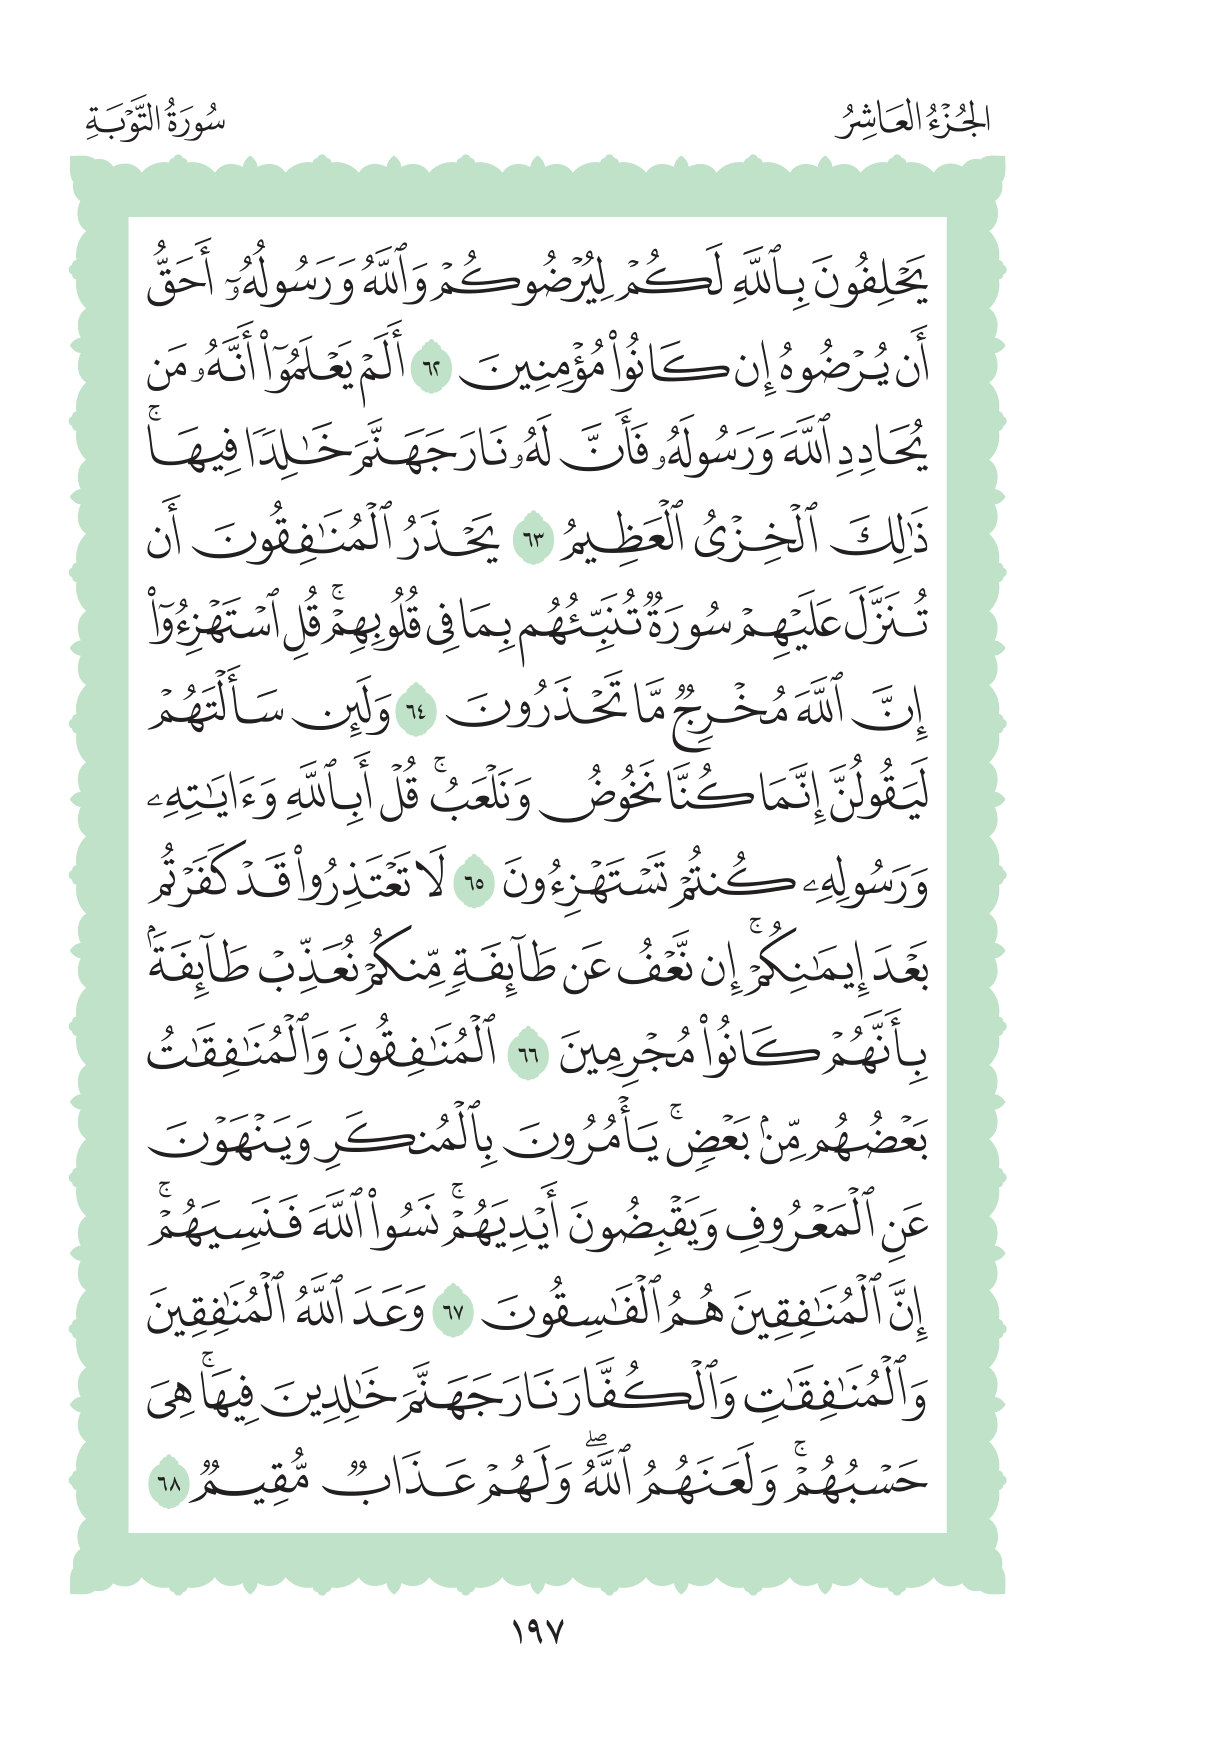 الجُزْءُ العَاشِرُ
سُورَةُ التَّوْبَةِ
يَحۡلِفُونَ بِٱللَّهِ لَكُمۡ لِيُرۡضُوكُمۡ وَٱللَّهُ وَرَسُولُهُۥٓ أَحَقُّ
أَن يُرۡضُوهُ إِن كَانُواْ مُؤۡمِنِينَ ٦٢ أَلَمۡ يَعۡلَمُوٓاْ أَنَّهُۥ مَن
يُحَادِدِ ٱللَّهَ وَرَسُولَهُۥ فَأَنَّ لَهُۥ نَارَ جَهَنَّمَ خَٰلِدٗا فِيهَاۚ
ذَٰلِكَ ٱلۡخِزۡيُ ٱلۡعَظِيمُ ٦٣ يَحۡذَرُ ٱلۡمُنَٰفِقُونَ أَن
تُنَزَّلَ عَلَيۡهِمۡ سُورَةٞ تُنَبِّئُهُم بِمَا فِي قُلُوبِهِمۡۚ قُلِ ٱسۡتَهۡزِءُوٓاْ
إِنَّ ٱللَّهَ مُخۡرِجٞ مَّا تَحۡذَرُونَ ٦٤ وَلَئِن سَأَلۡتَهُمۡ
لَيَقُولُنَّ إِنَّمَا كُنَّا نَخُوضُ وَنَلۡعَبُۚ قُلۡ أَبِٱللَّهِ وَءَايَٰتِهِۦ
وَرَسُولِهِۦ كُنتُمۡ تَسۡتَهۡزِءُونَ ٦٥ لَا تَعۡتَذِرُواْ قَدۡ كَفَرۡتُم
بَعۡدَ إِيمَٰنِكُمۡۚ إِن نَّعۡفُ عَن طَآئِفَةٖ مِّنكُمۡ نُعَذِّبۡ طَآئِفَةَۢ
بِأَنَّهُمۡ كَانُواْ مُجۡرِمِينَ ٦٦ ٱلۡمُنَٰفِقُونَ وَٱلۡمُنَٰفِقَٰتُ
بَعۡضُهُم مِّنۢ بَعۡضٖۚ يَأۡمُرُونَ بِٱلۡمُنكَرِ وَيَنۡهَوۡنَ
عَنِ ٱلۡمَعۡرُوفِ وَيَقۡبِضُونَ أَيۡدِيَهُمۡۚ نَسُواْ ٱللَّهَ فَنَسِيَهُمۡۚ
إِنَّ ٱلۡمُنَٰفِقِينَ هُمُ ٱلۡفَٰسِقُونَ ٦٧ وَعَدَ ٱللَّهُ ٱلۡمُنَٰفِقِينَ
وَٱلۡمُنَٰفِقَٰتِ وَٱلۡكُفَّارَ نَارَ جَهَنَّمَ خَٰلِدِينَ فِيهَاۚ هِيَ
حَسۡبُهُمۡۚ وَلَعَنَهُمُ ٱللَّهُۖ وَلَهُمۡ عَذَابٞ مُّقِيمٞ ٦٨
١٩٧